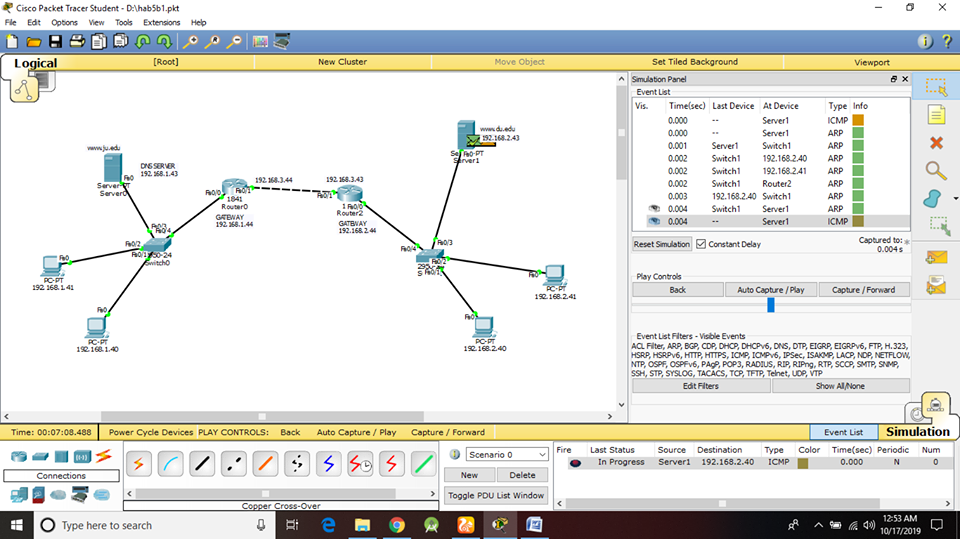 Cisco Packet Tracer Student - D:\hab5b1.pkt
File Edit Options View Tools Extensions Help
Logical [Root] New Cluster Move Object Set Tiled Background Viewport
www.ju.edu
DNS SERVER
192.168.1.43
Fa0
Server-PT
Server0
192.168.3.44
192.168.3.43
Fa0/0
Fa0/1
1841
Router0
GATEWAY
192.168.1.44
Fa0/1
Fa0/0
Router2
GATEWAY
192.168.2.44
www.du.edu
192.168.2.43
Fa0
Server1
Fa0/2
Switch0
Fa0
PC-PT
192.168.1.41
Fa0
PC-PT
192.168.1.40
Fa0/4
Fa0/3
Fa0/2
Fa0/1
Fa0
PC-PT
192.168.2.41
Fa0
PC-PT
192.168.2.40
Simulation Panel
Event List
Vis. Time(sec) Last Device At Device Type Info
0.000 -- Server1 ICMP
0.000 -- Server1 ARP
0.001 Server1 Switch1 ARP
0.002 Switch1 192.168.2.40 ARP
0.002 Switch1 192.168.2.41 ARP
0.002 Switch1 Router2 ARP
0.003 192.168.2.40 Switch1 ARP
0.004 Switch1 Server1 ARP
0.004 -- Server1 ICMP
Reset Simulation Constant Delay Captured to: *
0.004 s
Play Controls
Back Auto Capture / Play Capture / Forward
Event List Filters - Visible Events
ACL Filter, ARP, BGP, CDP, DHCP, DHCPv6, DNS, DTP, EIGRP, EIGRPv6, FTP, H.323,
HSRP, HSRPv6, HTTP, HTTPS, ICMP, ICMPv6, IPSec, ISAKMP, LACP, NDP, NETFLOW,
NTP, OSPF, OSPFv6, PAgP, POP3, RADIUS, RIP, RIPng, RTP, SCCP, SMTP, SNMP,
SSH, STP, SYSLOG, TACACS, TCP, TFTP, Telnet, UDP, VTP
Edit Filters Show All/None
Time: 00:07:08.488 Power Cycle Devices PLAY CONTROLS: Back Auto Capture / Play Capture / Forward Event List Simulation
Connections
Copper Cross-Over
Scenario 0
New Delete
Toggle PDU List Window
Fire Last Status Source Destination Type Color Time(sec) Periodic Num
In Progress Server1 192.168.2.40 ICMP 0.000 N 0
Type here to search
12:53 AM
10/17/2019